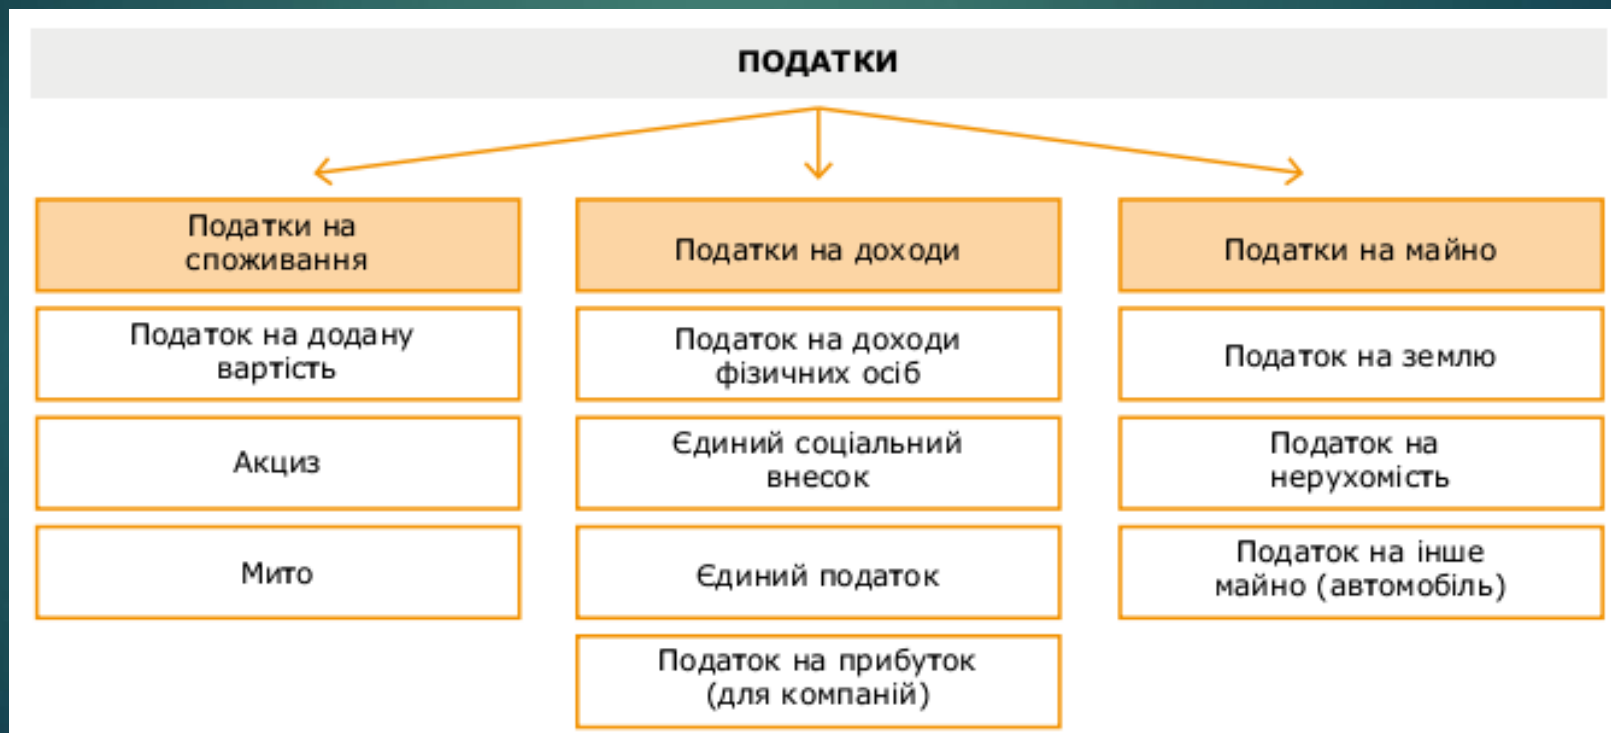 ПОДАТКИ
Податки на
споживання
Податок на додану
вартість
Акциз
Мито
Податки на доходи
Податок на доходи
фізичних осіб
Єдиний соціальний
внесок
Єдиний податок
Податок на прибуток
(для компаній)
Податки на майно
Податок на землю
Податок на
нерухомість
Податок на інше
майно (автомобіль)